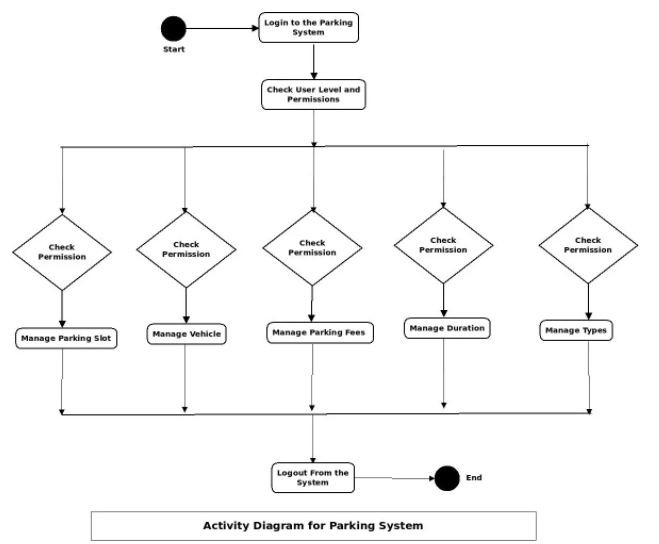 Login to the Parking
System
Start
Check User Level and
Permissions
Check
Permission
Check
Permission
Check
Permission
Check
Permission
Check
Permission
Manage Parking Slot
Manage Vehicle
Manage Parking Fees
Manage Duration
Manage Types
Logout From the
System
End
Activity Diagram for Parking System